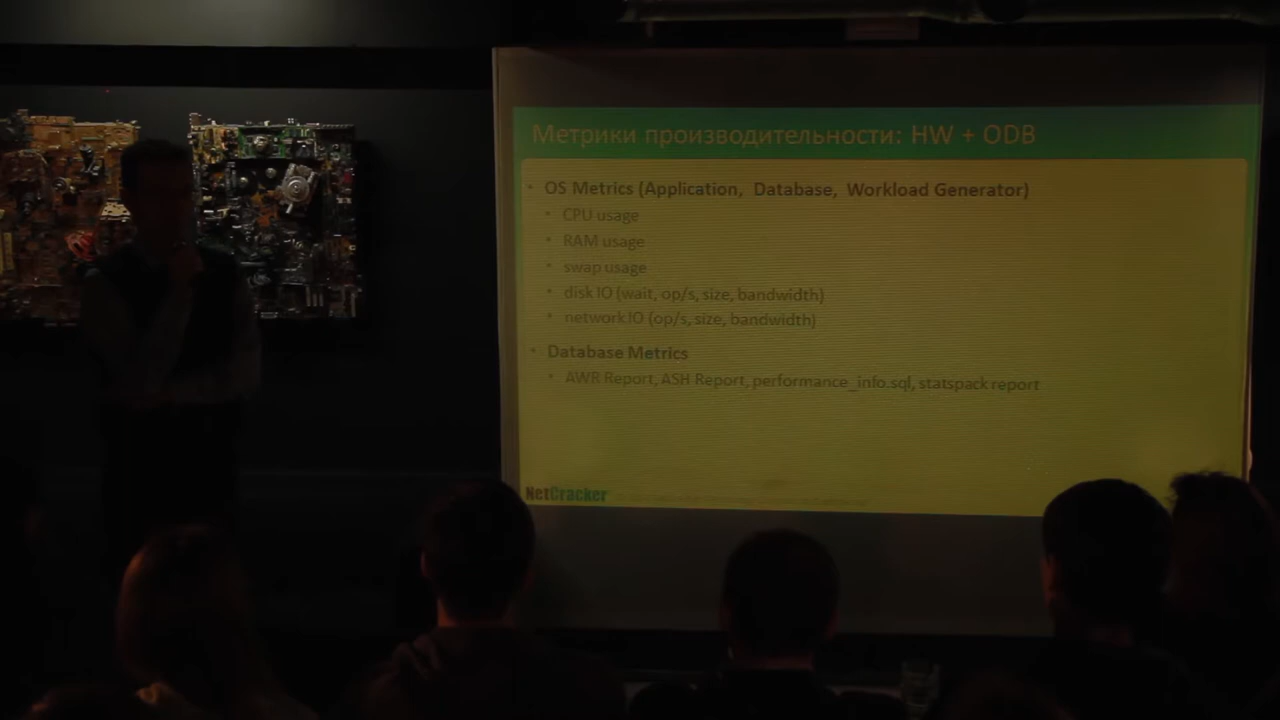 Метрики производительности: HW + ODB
• OS Metrics (Application, Database, Workload Generator)
• CPU usage
• RAM usage
• swap usage
• disk IO (wait, op/s, size, bandwidth)
• network IO (op/s, size, bandwidth)
• Database Metrics
• AWR Report, ASH Report, performance_info.sql, statspack report
NetCracker